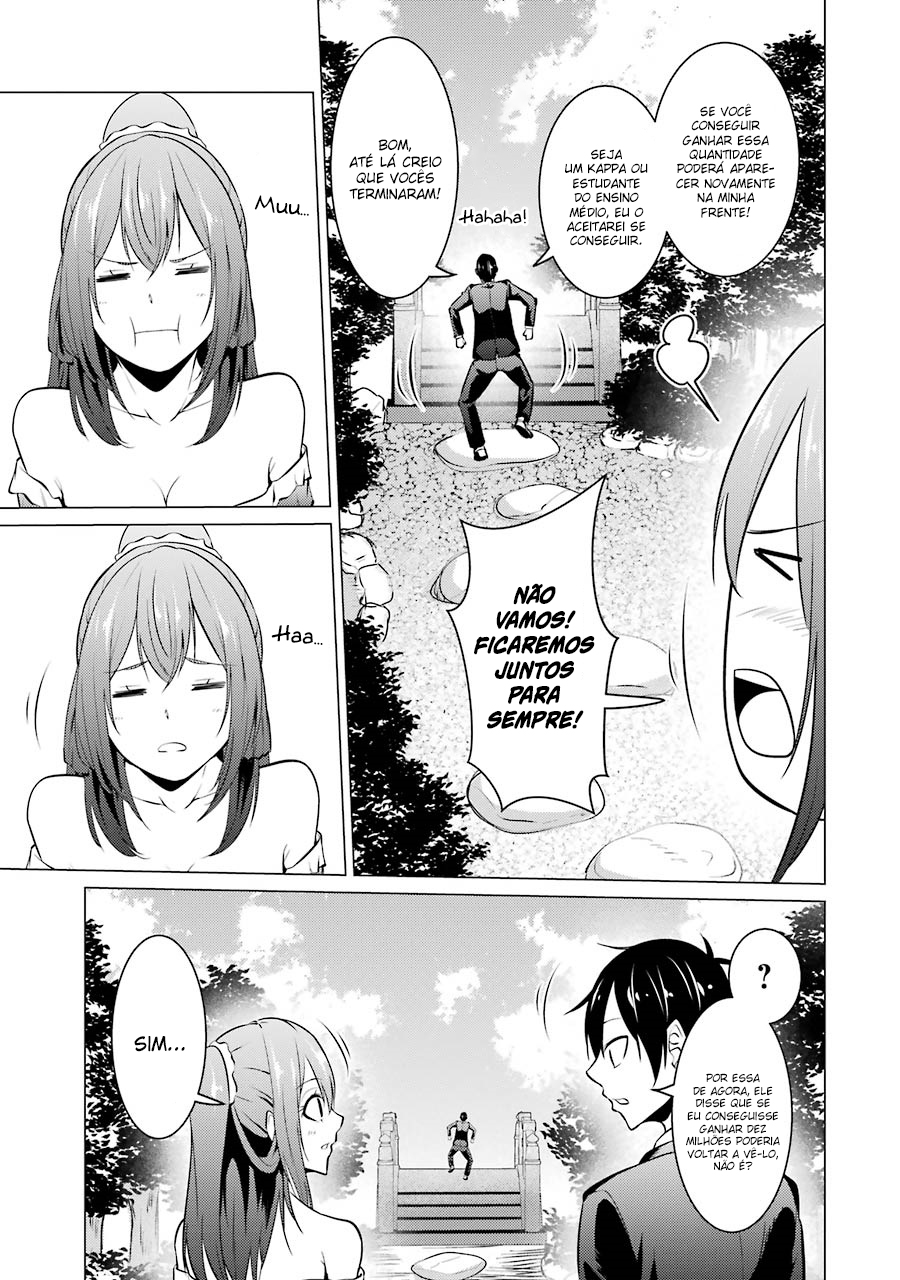 SE VOCÊ
CONSEGUIR
GANHAR ESSA
QUANTIDADE
PODERÁ APARE-
CER NOVAMENTE
NA MINHA
FRENTE!
SEJA
UM KAPPA OU
ESTUDANTE
DO ENSINO
MÉDIO, EU O
ACEITAREI SE
CONSEGUIR.
Hahaha!
BOM,
ATÉ LÁ CREIO
QUE VOCÊS
TERMINARAM!
NÃO
VAMOS!
FICAREMOS
JUNTOS
PARA
SEMPRE!
Muu...
Haa...
?
POR ESSA
DE AGORA, ELE
DISSE QUE SE
EU CONSEGUISSE
GANHAR DEZ
MILHÕES PODERIA
VOLTAR A VÊ-LO,
NÃO É?
SIM...